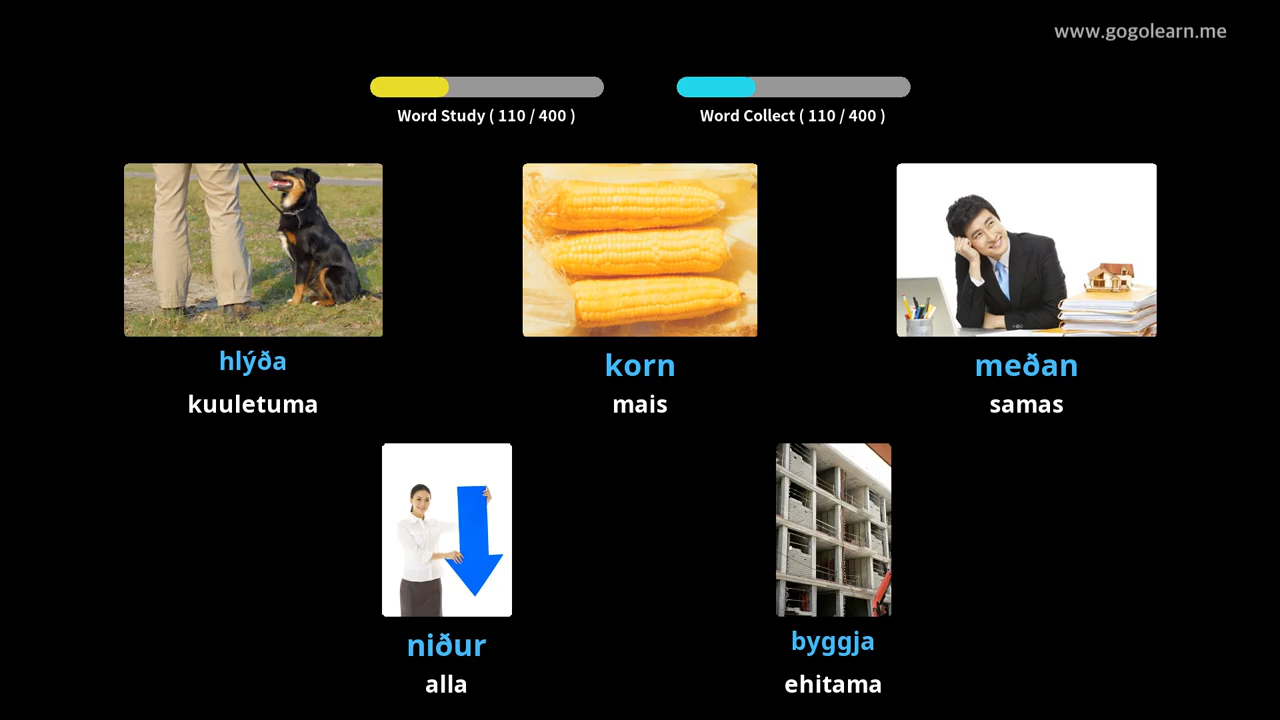 www.gogolearn.me
Word Study ( 110 / 400 )
Word Collect ( 110 / 400 )
hlýða
kuuletuma
korn
mais
meðan
samas
niður
alla
byggja
ehitama